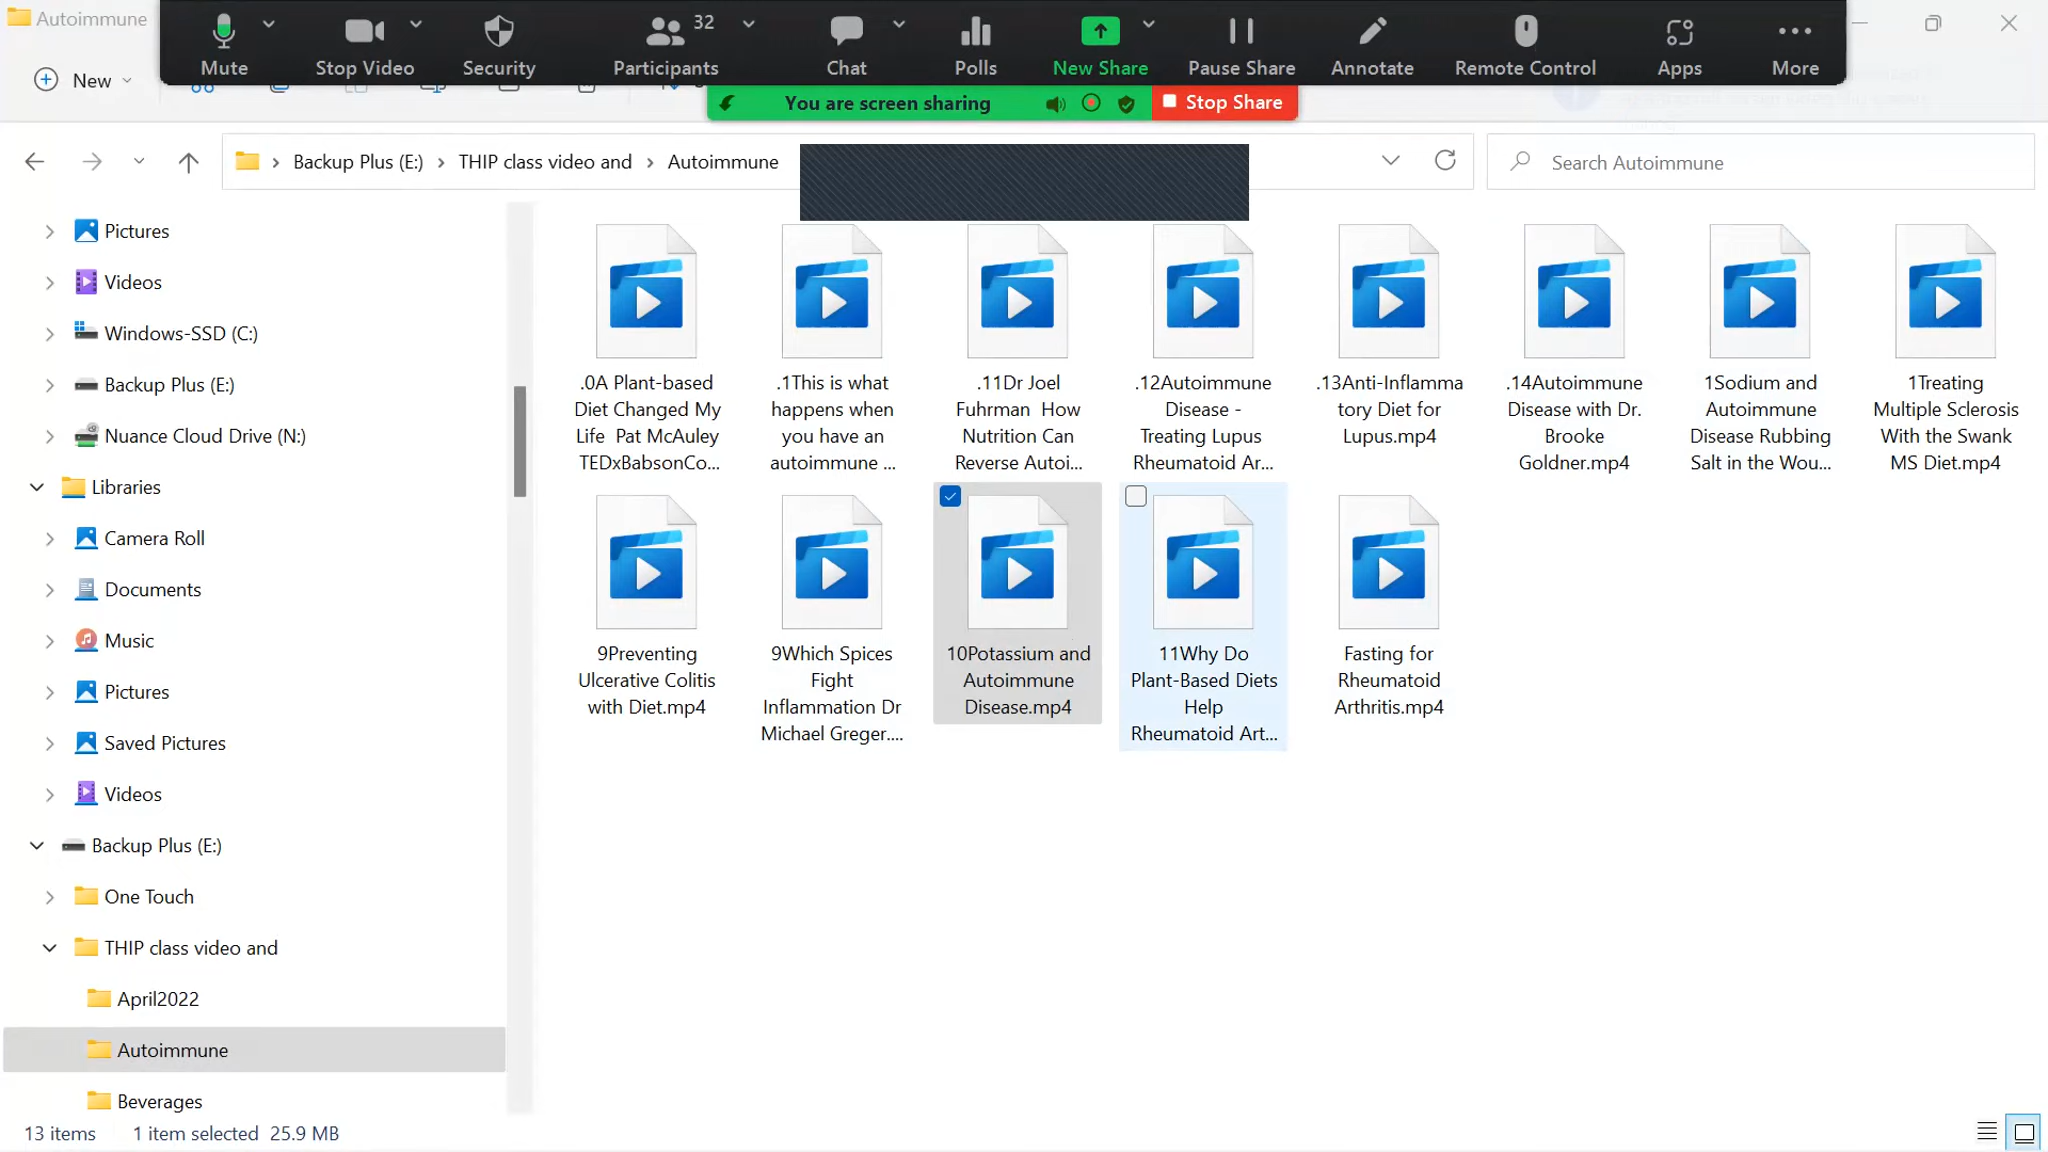 Autoimmune
Mute
Stop Video
Security
32
Participants
Chat
Polls
New Share
Pause Share
Annotate
Remote Control
Apps
More
New
You are screen sharing
Stop Share
Backup Plus (E:) › THIP class video and › Autoimmune
Search Autoimmune
Pictures
Videos
Windows-SSD (C:)
Backup Plus (E:)
Nuance Cloud Drive (N:)
Libraries
Camera Roll
Documents
Music
Pictures
Saved Pictures
Videos
Backup Plus (E:)
One Touch
THIP class video and
April2022
Autoimmune
Beverages
.0A Plant-based
Diet Changed My
Life Pat McAuley
TEDxBabsonCo...
.1This is what
happens when
you have an
autoimmune ...
.11Dr Joel
Fuhrman How
Nutrition Can
Reverse Autoi...
.12Autoimmune
Disease -
Treating Lupus
Rheumatoid Ar...
.13Anti-Inflamma
tory Diet for
Lupus.mp4
.14Autoimmune
Disease with Dr.
Brooke
Goldner.mp4
1Sodium and
Autoimmune
Disease Rubbing
Salt in the Wou...
1Treating
Multiple Sclerosis
With the Swank
MS Diet.mp4
9Preventing
Ulcerative Colitis
with Diet.mp4
9Which Spices
Fight
Inflammation Dr
Michael Greger....
10Potassium and
Autoimmune
Disease.mp4
11Why Do
Plant-Based Diets
Help
Rheumatoid Art...
Fasting for
Rheumatoid
Arthritis.mp4
13 items
1 item selected 25.9 MB